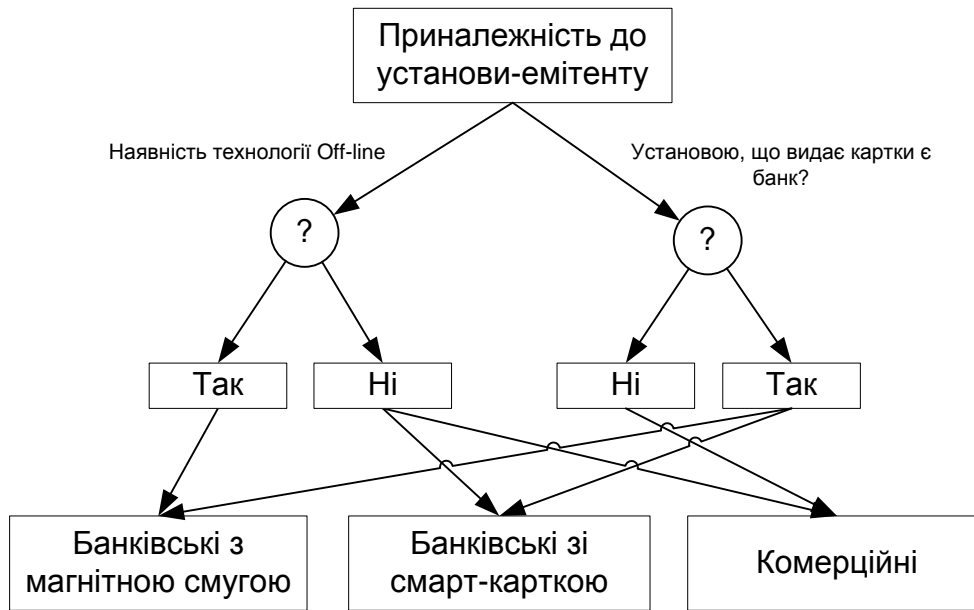 Приналежність до
установи-емітенту
Наявність технології Off-line
Установою, що видає картки є
банк?
?
?
Так
Ні
Ні
Так
Банківські з
магнітною смугою
Банківські зі
смарт-карткою
Комерційні